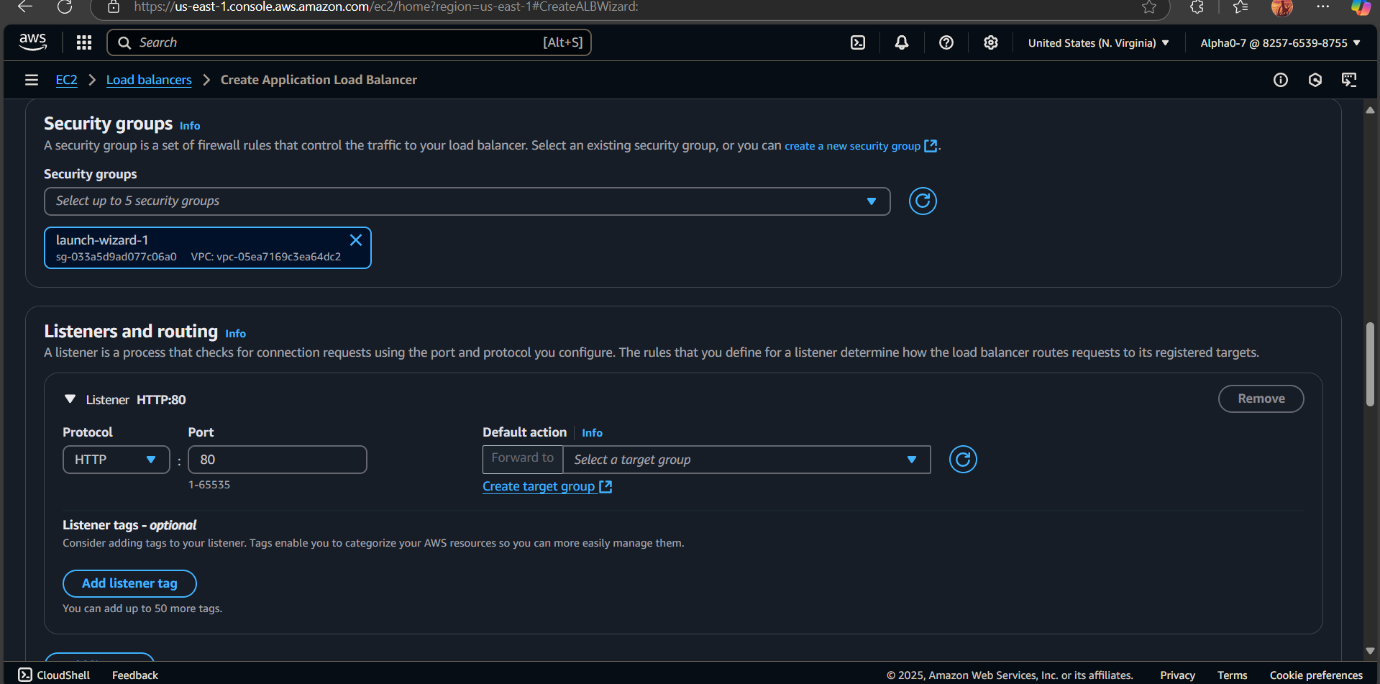 https://us-east-1.console.aws.amazon.com/ec2/home?region=us-east-1#CreateALBWizard:
aws
Search [Alt+S]
United States (N. Virginia) Alpha0-7 @ 8257-6539-8755
EC2 > Load balancers > Create Application Load Balancer
Security groups Info
A security group is a set of firewall rules that control the traffic to your load balancer. Select an existing security group, or you can create a new security group.
Security groups
Select up to 5 security groups
launch-wizard-1
sg-033a5d9ad077c06a0 VPC: vpc-05ea7169c3ea64dc2
Listeners and routing Info
A listener is a process that checks for connection requests using the port and protocol you configure. The rules that you define for a listener determine how the load balancer routes requests to its registered targets.
Listener HTTP:80 Remove
Protocol Port Default action Info
HTTP : 80 Forward to Select a target group
1-65535 Create target group
Listener tags - optional
Consider adding tags to your listener. Tags enable you to categorize your AWS resources so you can more easily manage them.
Add listener tag
You can add up to 50 more tags.
CloudShell Feedback © 2025, Amazon Web Services, Inc. or its affiliates. Privacy Terms Cookie preferences